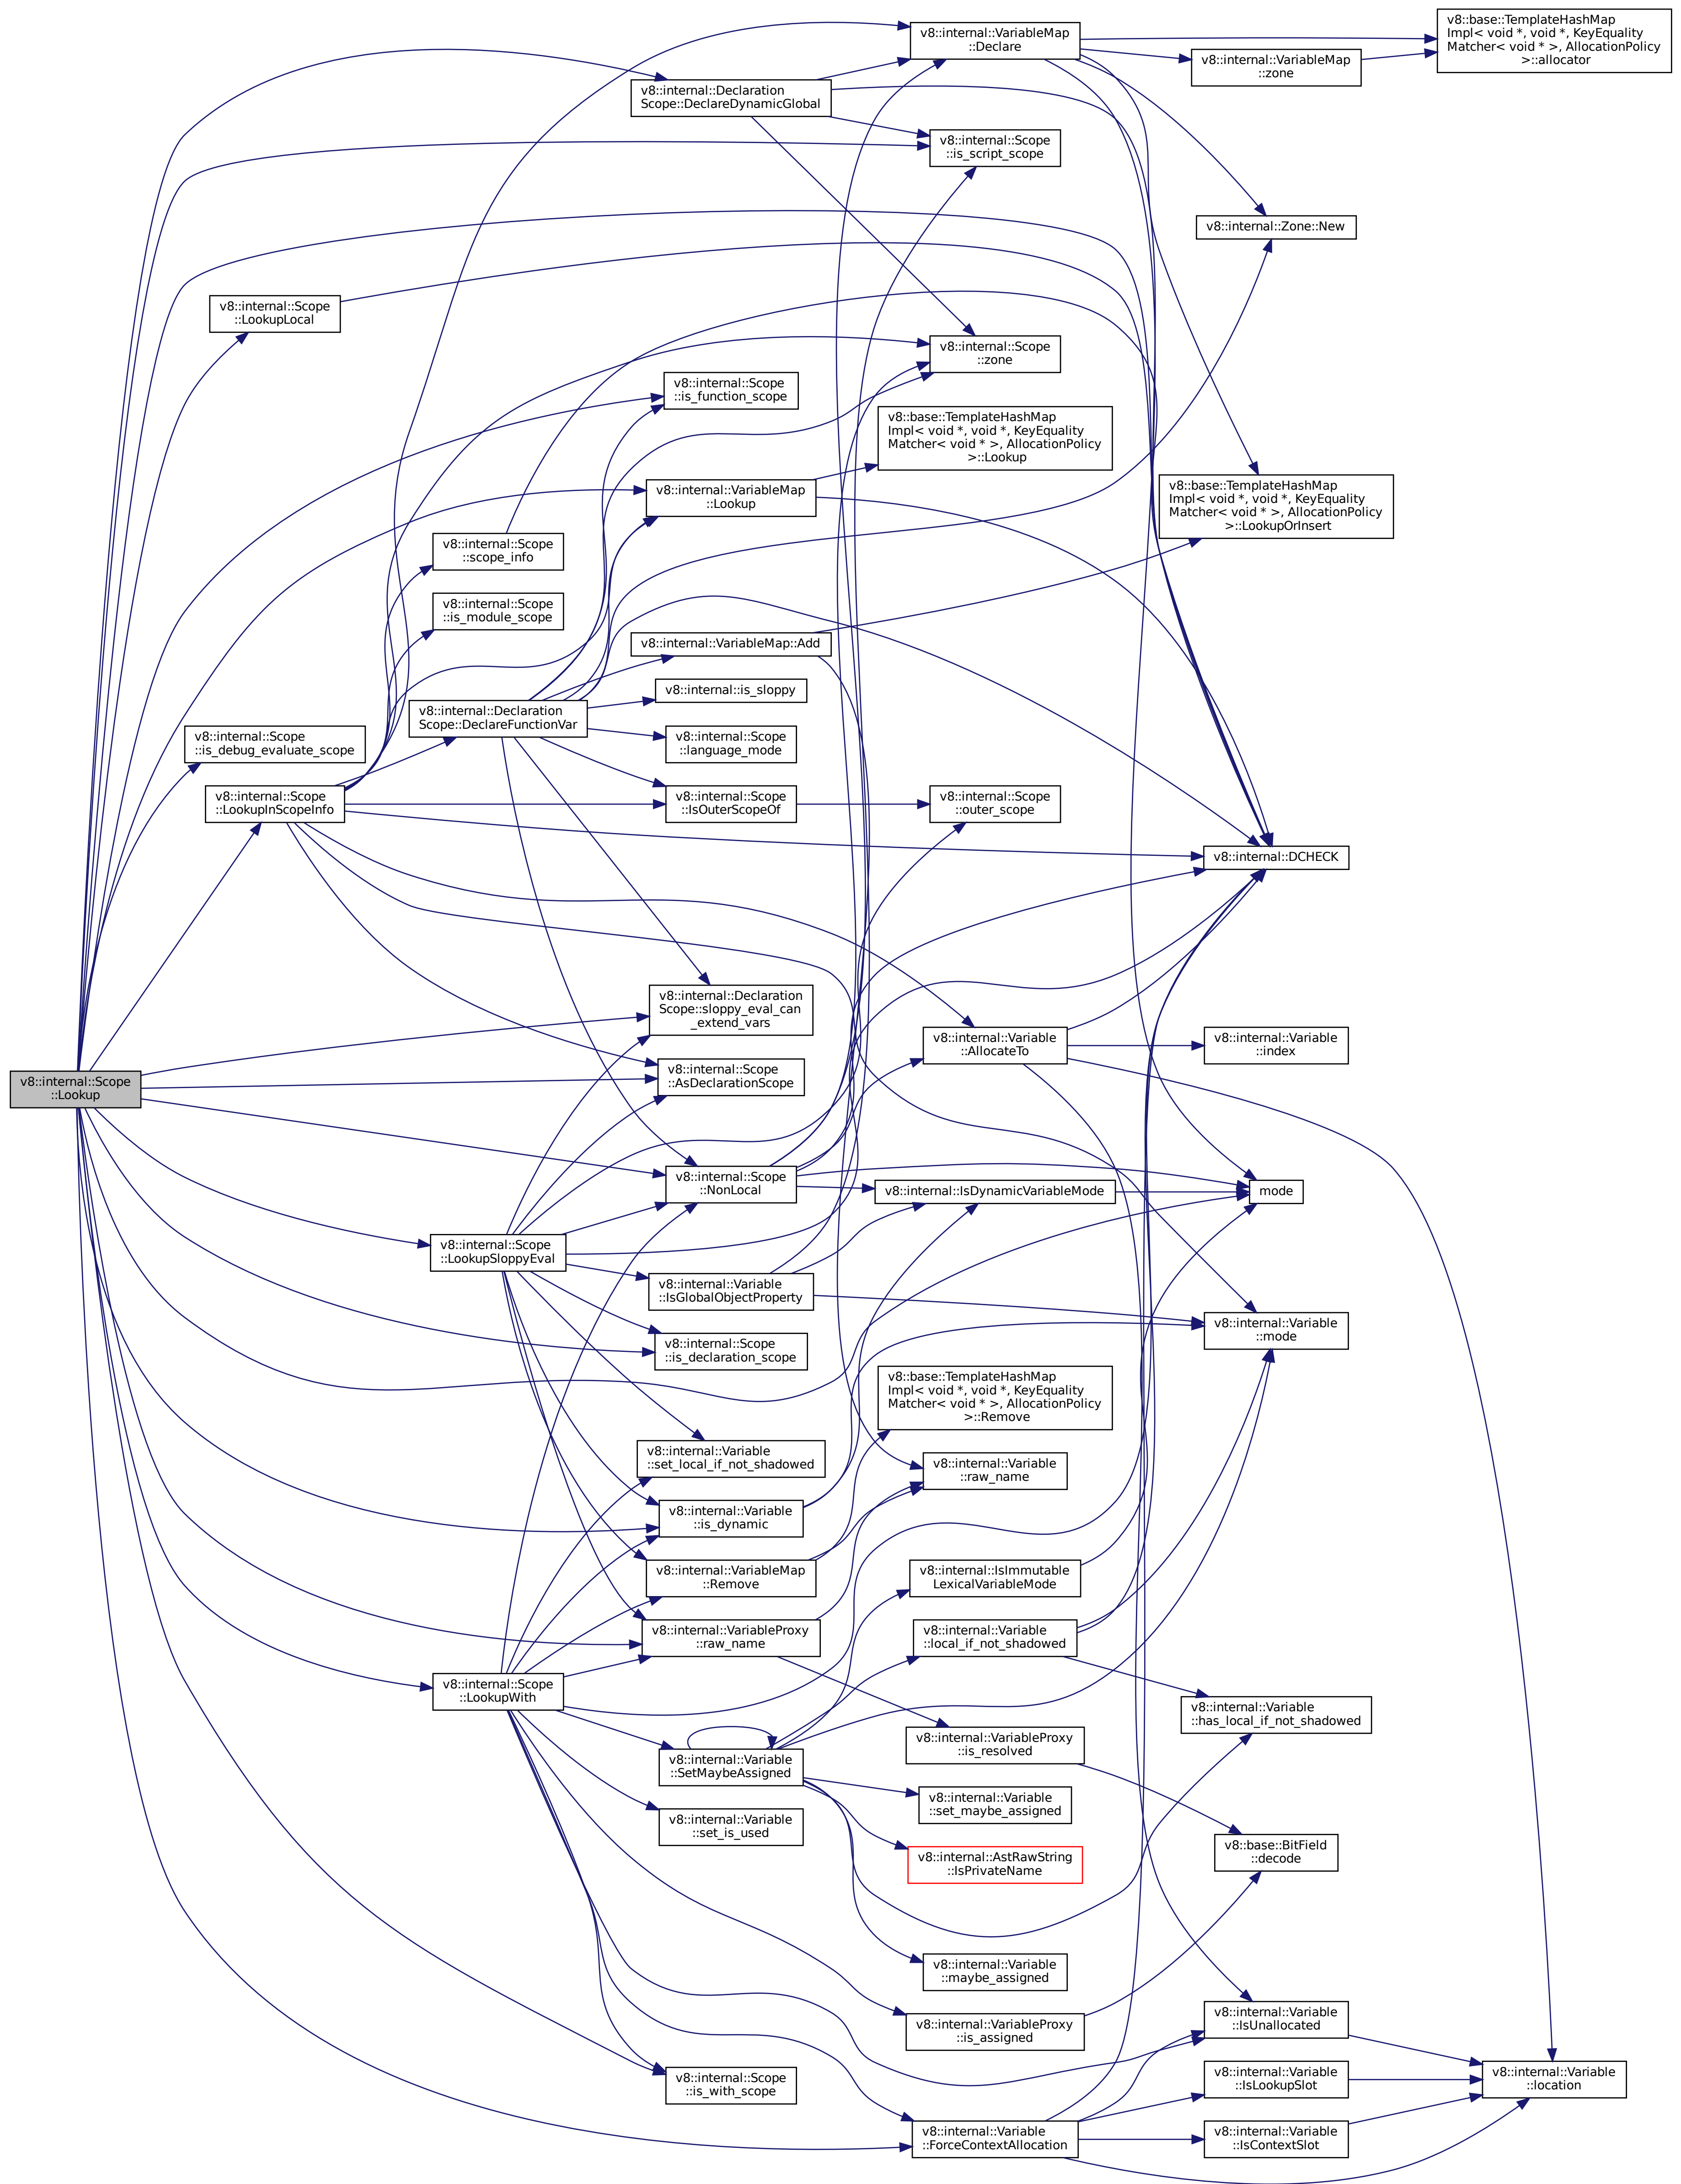 v8::internal::VariableMap
::Declare
v8::base::TemplateHashMap
Impl< void *, void *, KeyEquality
Matcher< void * >, AllocationPolicy
>::allocator
v8::internal::VariableMap
::zone
v8::internal::Declaration
Scope::DeclareDynamicGlobal
v8::internal::Scope
::is_script_scope
v8::internal::Zone::New
v8::internal::Scope
::LookupLocal
v8::internal::Scope
::zone
v8::internal::Scope
::is_function_scope
v8::base::TemplateHashMap
Impl< void *, void *, KeyEquality
Matcher< void * >, AllocationPolicy
>::Lookup
v8::internal::VariableMap
::Lookup
v8::base::TemplateHashMap
Impl< void *, void *, KeyEquality
Matcher< void * >, AllocationPolicy
>::LookupOrInsert
v8::internal::Scope
::scope_info
v8::internal::Scope
::is_module_scope
v8::internal::VariableMap::Add
v8::internal::is_sloppy
v8::internal::Declaration
Scope::DeclareFunctionVar
v8::internal::Scope
::language_mode
v8::internal::Scope
::is_debug_evaluate_scope
v8::internal::Scope
::LookupInScopeInfo
v8::internal::Scope
::IsOuterScopeOf
v8::internal::Scope
::outer_scope
v8::internal::DCHECK
v8::internal::Declaration
Scope::sloppy_eval_can
_extend_vars
v8::internal::Variable
::AllocateTo
v8::internal::Variable
::index
v8::internal::Scope
::AsDeclarationScope
v8::internal::Scope
::Lookup
v8::internal::Scope
::NonLocal
v8::internal::IsDynamicVariableMode
mode
v8::internal::Scope
::LookupSloppyEval
v8::internal::Variable
::IsGlobalObjectProperty
v8::internal::Variable
::mode
v8::internal::Scope
::is_declaration_scope
v8::base::TemplateHashMap
Impl< void *, void *, KeyEquality
Matcher< void * >, AllocationPolicy
>::Remove
v8::internal::Variable
::set_local_if_not_shadowed
v8::internal::Variable
::raw_name
v8::internal::Variable
::is_dynamic
v8::internal::VariableMap
::Remove
v8::internal::IsImmutable
LexicalVariableMode
v8::internal::VariableProxy
::raw_name
v8::internal::Variable
::local_if_not_shadowed
v8::internal::Scope
::LookupWith
v8::internal::Variable
::has_local_if_not_shadowed
v8::internal::VariableProxy
::is_resolved
v8::internal::Variable
::SetMaybeAssigned
v8::internal::Variable
::set_maybe_assigned
v8::internal::Variable
::set_is_used
v8::internal::AstRawString
::IsPrivateName
v8::base::BitField
::decode
v8::internal::Variable
::maybe_assigned
v8::internal::VariableProxy
::is_assigned
v8::internal::Variable
::IsUnallocated
v8::internal::Scope
::is_with_scope
v8::internal::Variable
::IsLookupSlot
v8::internal::Variable
::location
v8::internal::Variable
::ForceContextAllocation
v8::internal::Variable
::IsContextSlot